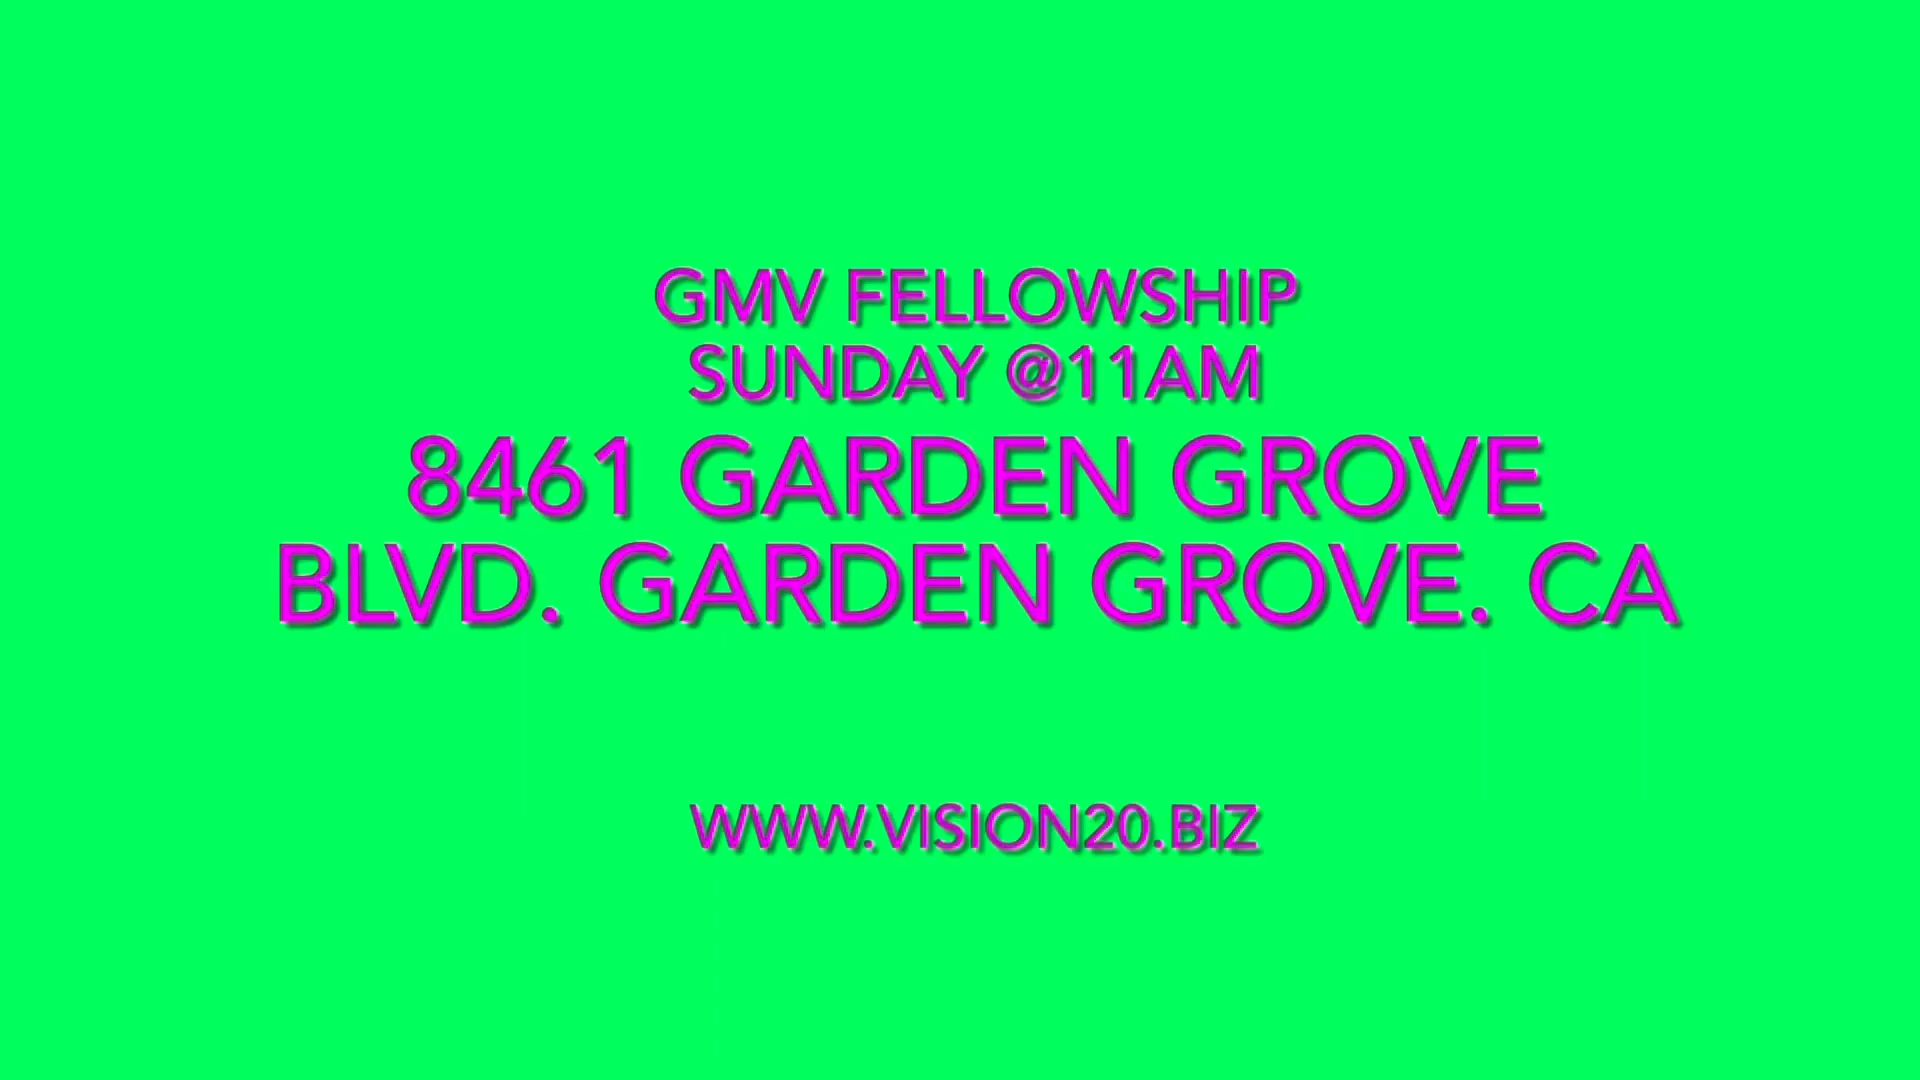 GMV FELLOWSHIP
SUNDAY @11AM
8461 GARDEN GROVE
BLVD. GARDEN GROVE. CA
WWW.VISION20.BIZ